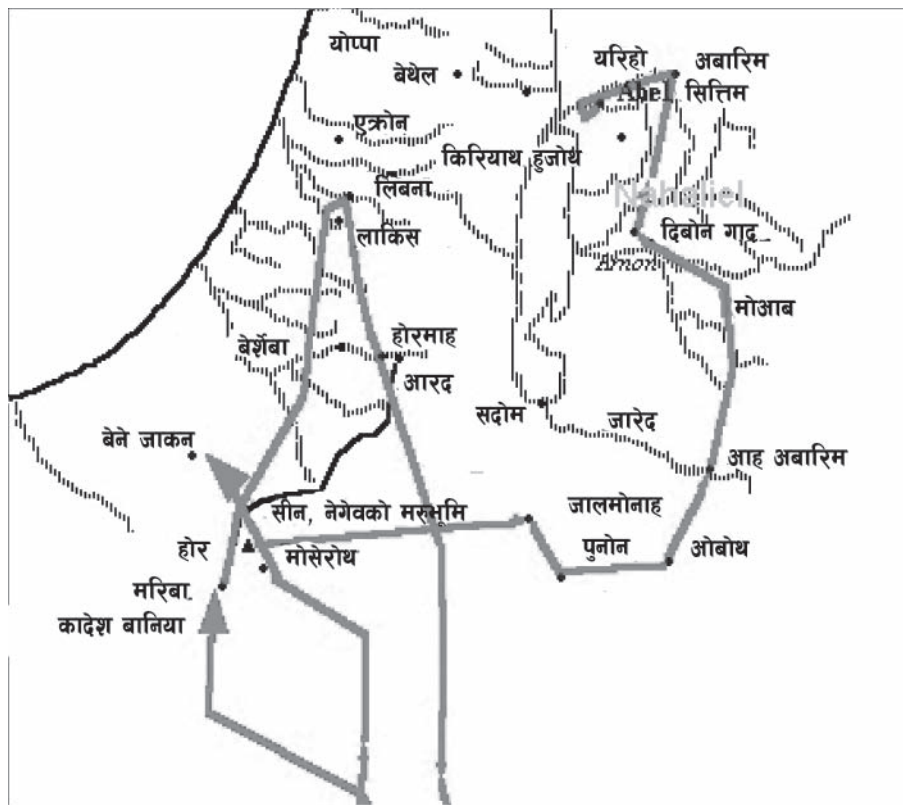 योप्पा
बेथेल
यरिहो
अबारिम
Abel सित्तिम
एक्रोन
किरियाथ हुजोथ
लिबना
Nahaliel
लाकिस
दिबोन गाद
Arnon
मोआब
होरमाह
बेर्शेबा
आरद
सदोम
जारेद
बेने जाकन
आह अबारिम
सीन, नेगेवको मरुभूमि
जालमोनाह
होर
मोसेरोथ
पुनोन
ओबोथ
मरिबा
कादेश बानिया